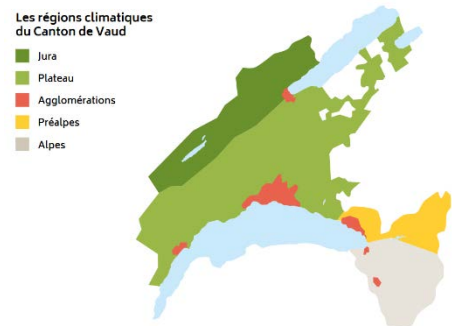 Les régions climatiques
du Canton de Vaud
Jura
Plateau
Agglomérations
Préalpes
Alpes